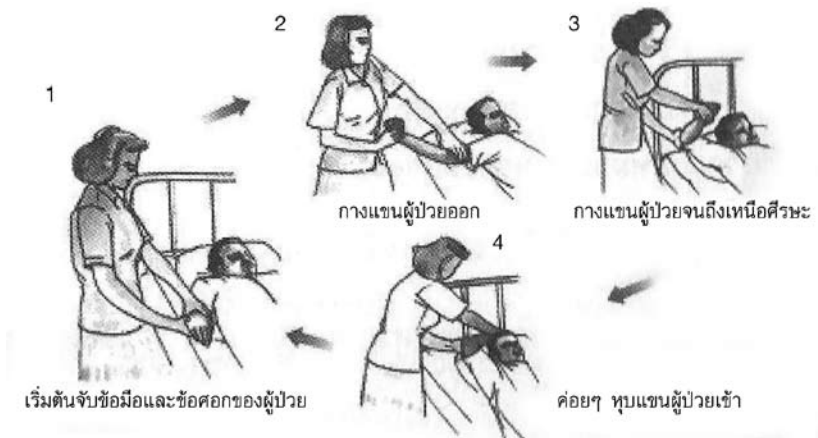 1
เริ่มต้นจับข้อมือและข้อศอกของผู้ป่วย
2
กางแขนผู้ป่วยออก
3
กางแขนผู้ป่วยจนถึงเหนือศีรษะ
4
ค่อยๆ หุบแขนผู้ป่วยเข้า